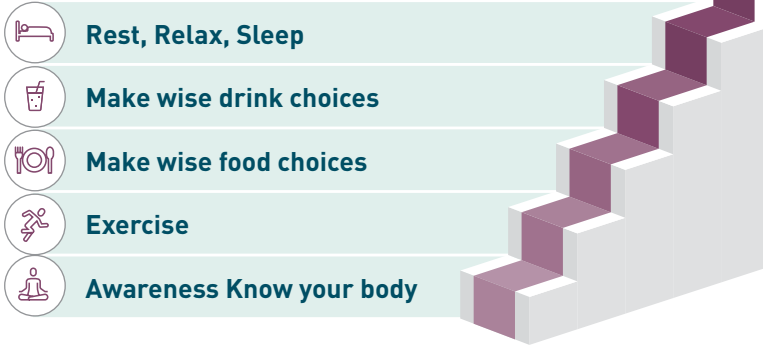 Rest, Relax, Sleep
Make wise drink choices
Make wise food choices
Exercise
Awareness Know your body